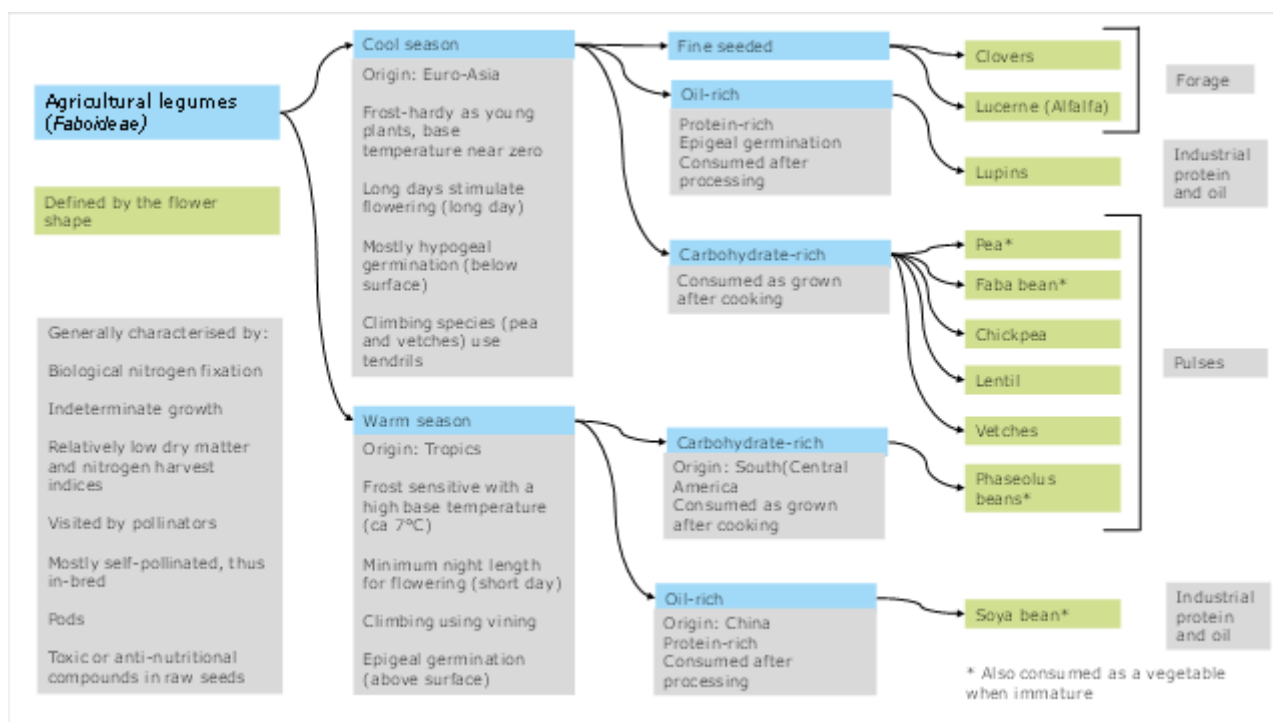 Agricultural legumes
(Faboideae)
Defined by the flower
shape
Generally characterised by:
Biological nitrogen fixation
Indeterminate growth
Relatively low dry matter
and nitrogen harvest
indices
Visited by pollinators
Mostly self-pollinated, thus
in-bred
Pods
Toxic or anti-nutritional
compounds in raw seeds
Cool season
Origin: Euro-Asia
Frost-hardy as young
plants, base
temperature near zero
Long days stimulate
flowering (long day)
Mostly hypogeal
germination (below
surface)
Climbing species (pea
and vetches) use
tendrils
Warm season
Origin: Tropics
Frost sensitive with a
high base temperature
(ca 7°C)
Minimum night length
for flowering (short day)
Climbing using vining
Epigeal germination
(above surface)
Fine seeded
Oil-rich
Protein-rich
Epigeal germination
Consumed after
processing
Carbohydrate-rich
Consumed as grown
after cooking
Carbohydrate-rich
Origin: South(Central
America
Consumed as grown
after cooking
Oil-rich
Origin: China
Protein-rich
Consumed after
processing
Clovers
Lucerne (Alfalfa)
Lupins
Pea*
Faba bean*
Chickpea
Lentil
Vetches
Phaseolus
beans*
Soya bean*
* Also consumed as a vegetable
when immature
Forage
Industrial
protein
and oil
Pulses
Industrial
protein
and oil